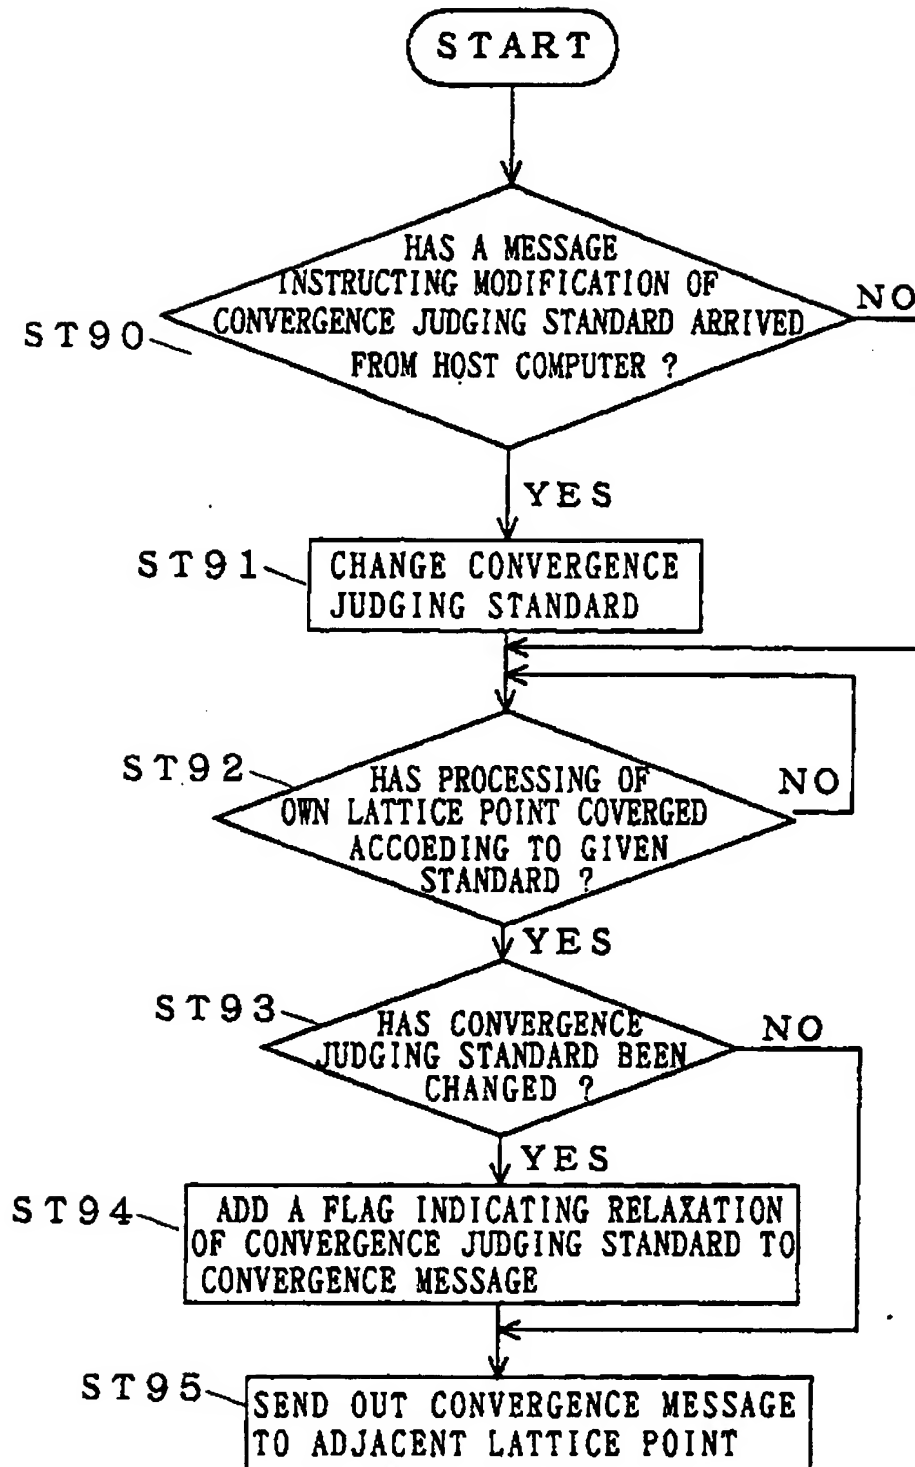 START
HAS A MESSAGE
INSTRUCTING MODIFICATION OF
CONVERGENCE JUDGING STANDARD ARRIVED
FROM HOST COMPUTER ?
NO
ST90
YES
ST91
CHANGE CONVERGENCE
JUDGING STANDARD
ST92
HAS PROCESSING OF
OWN LATTICE POINT COVERGED
ACCOEDING TO GIVEN
STANDARD ?
NO
YES
ST93
HAS CONVERGENCE
JUDGING STANDARD BEEN
CHANGED ?
NO
YES
ST94
ADD A FLAG INDICATING RELAXATION
OF CONVERGENCE JUDGING STANDARD TO
CONVERGENCE MESSAGE
ST95
SEND OUT CONVERGENCE MESSAGE
TO ADJACENT LATTICE POINT